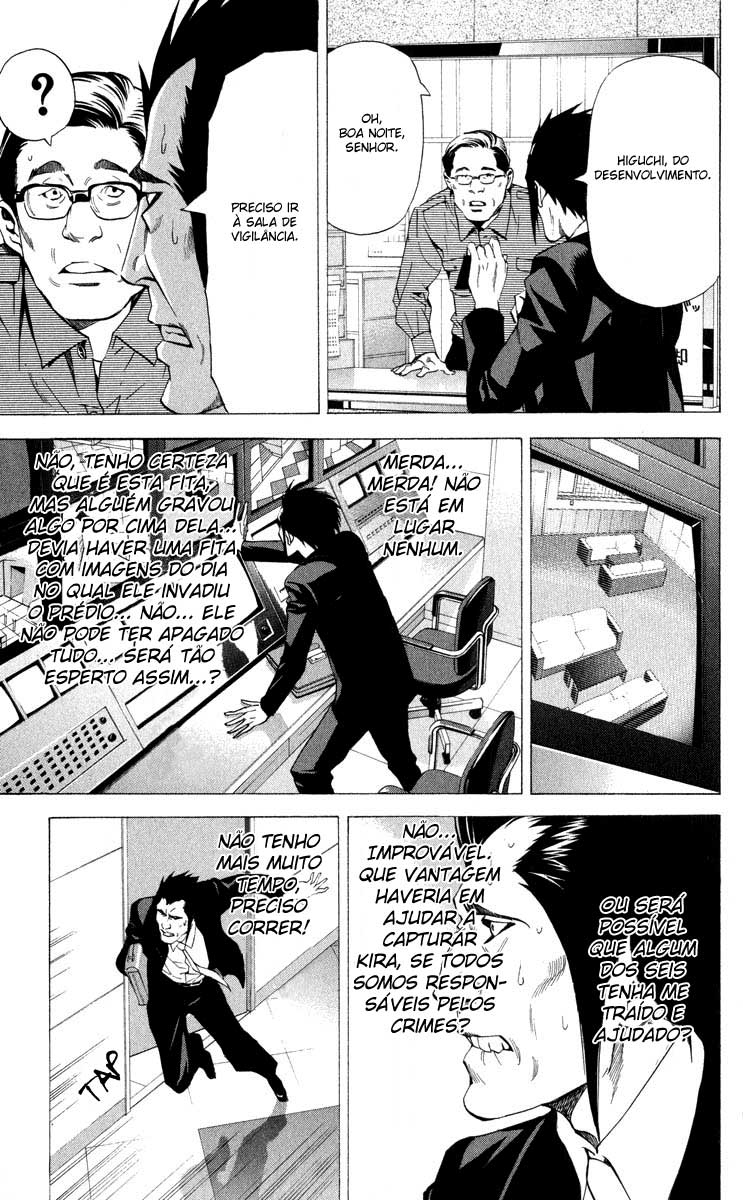 HIGUCHI, DO
DESENVOLVIMENTO.
OH,
BOA NOITE,
SENHOR.
PRECISO IR
À SALA DE
VIGILÂNCIA.
?
MERDA...
MERDA! NÃO
ESTÁ EM
LUGAR
NENHUM.
NÃO, TENHO CERTEZA
QUE É ESTA FITA,
MAS ALGUÉM GRAVOU
ALGO POR CIMA DELA...
DEVIA HAVER UMA FITA
COM IMAGENS DO DIA
NO QUAL ELE INVADIU
O PRÉDIO... NÃO... ELE
NÃO PODE TER APAGADO
TUDO... SERÁ TÃO
ESPERTO ASSIM...?
OU SERÁ
POSSÍVEL
QUE ALGUM
DOS SEIS
TENHA ME
TRAÍDO E
AJUDADO?
NÃO...
IMPROVÁVEL.
QUE VANTAGEM
HAVERIA EM
AJUDAR A
CAPTURAR
KIRA, SE TODOS
SOMOS RESPON-
SÁVEIS PELOS
CRIMES?
NÃO TENHO
MAIS MUITO
TEMPO,
PRECISO
CORRER!
TAP